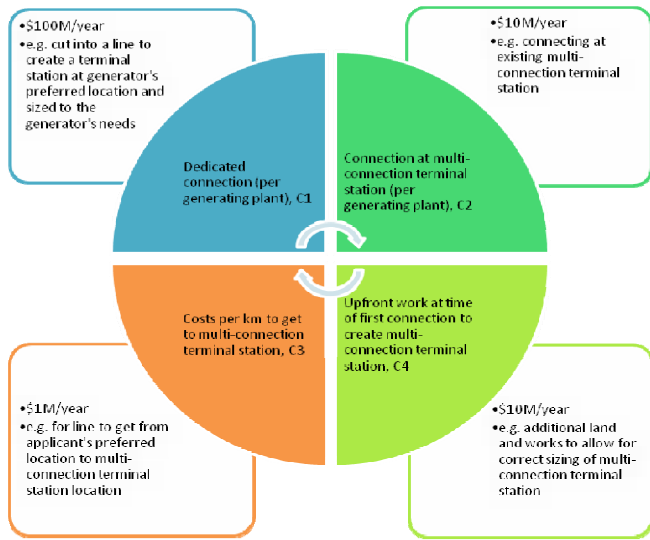 •$100M/year
•e.g. cut into a line to
create a terminal
station at generator's
preferred location and
sized to the
generator's needs
•$10M/year
•e.g. connecting at
existing multi-
connection terminal
station
Dedicated
connection (per
generating plant), C1
Connection at multi-
connection terminal
station (per
generating plant), C2
Costs per km to get
to multi-connection
terminal station, C3
Upfront work at time
of first connection to
create multi-
connection terminal
station, C4
•$1M/year
•e.g. for line to get from
applicant's preferred
location to multi-
connection terminal
station location
•$10M/year
•e.g. additional land
and works to allow for
correct sizing of multi-
connection terminal
station